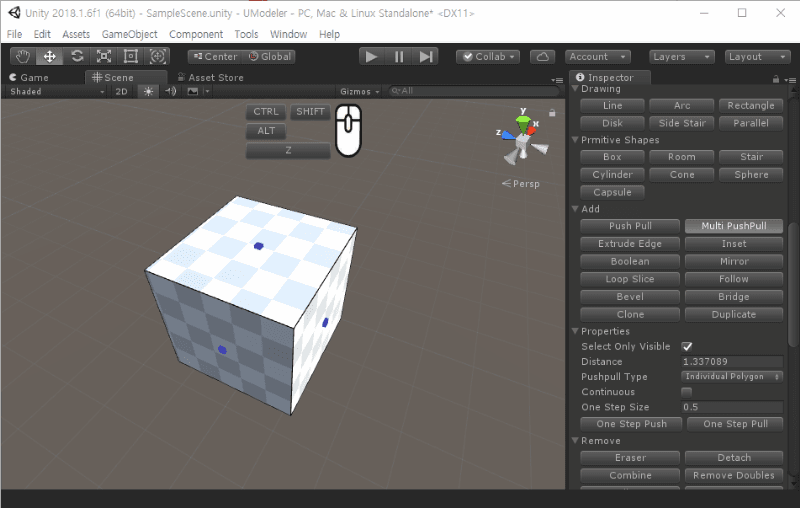 Unity 2018.1.6f1 (64bit) - SampleScene.unity - UModeler - PC, Mac & Linux Standalone* <DX11>
File Edit Assets GameObject Component Tools Window Help
Center Global Collab Account Layers Layout
Game Scene Asset Store
Shaded 2D Gizmos All
CTRL SHIFT
ALT
Z
y
x
z
Persp
Inspector
Drawing
Line Arc Rectangle
Disk Side Stair Parallel
Prmitive Shapes
Box Room Stair
Cylinder Cone Sphere
Capsule
Add
Push Pull Multi PushPull
Extrude Edge Inset
Boolean Mirror
Loop Slice Follow
Bevel Bridge
Clone Duplicate
Properties
Select Only Visible
Distance 1.337089
Pushpull Type Individual Polygon
Continuous
One Step Size 0.5
One Step Push One Step Pull
Remove
Eraser Detach
Combine Remove Doubles